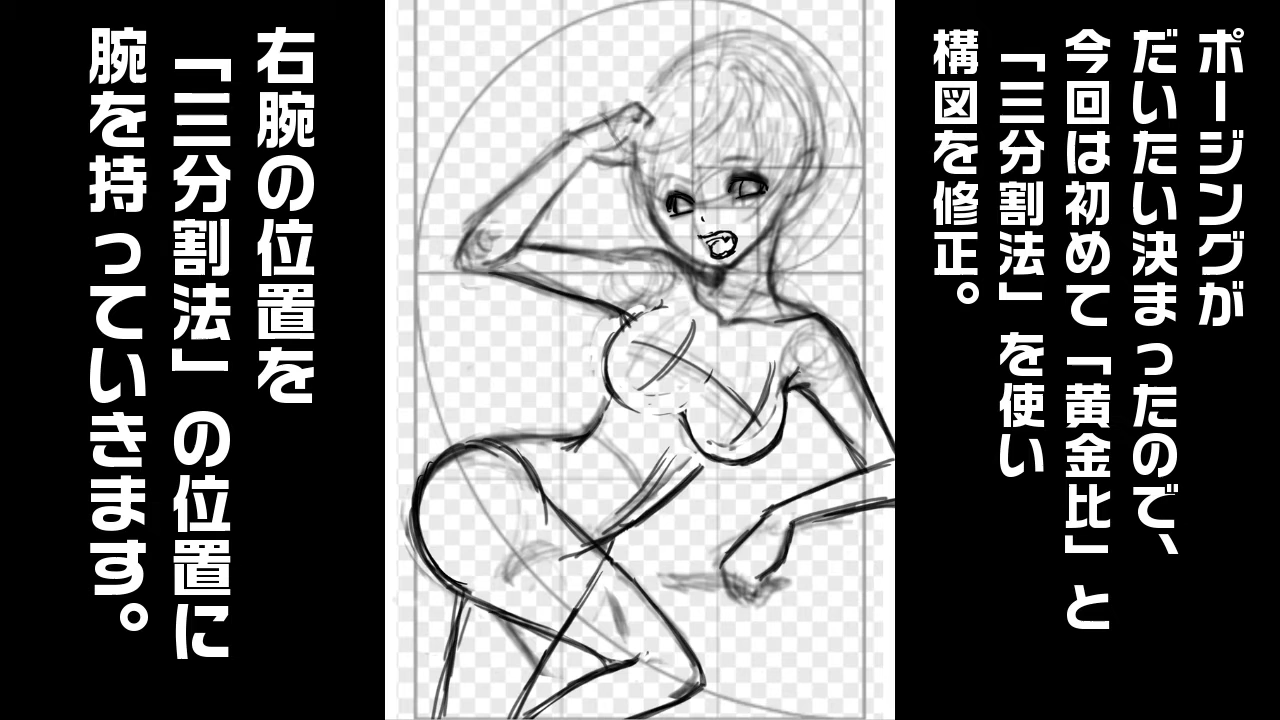 ポージングが
だいたい決まったので、
今回は初めて「黄金比」と
「三分割法」を使い
構図を修正。
右腕の位置を
「三分割法」の位置に
腕を持っていきます。